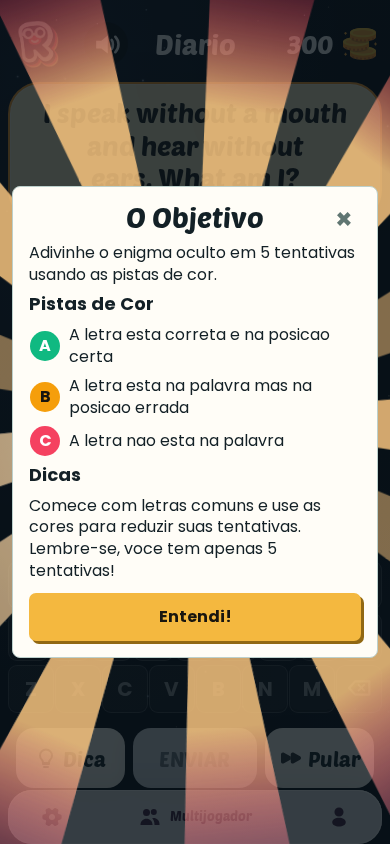 Diario
300
I speak without a mouth
and hear without
ears. What am I?
O Objetivo
Adivinhe o enigma oculto em 5 tentativas
usando as pistas de cor.
Pistas de Cor
A
A letra esta correta e na posicao
certa
B
A letra esta na palavra mas na
posicao errada
C
A letra nao esta na palavra
Dicas
Comece com letras comuns e use as
cores para reduzir suas tentativas.
Lembre-se, voce tem apenas 5
tentativas!
Entendi!
Z X C V B N M
Dica ENVIAR Pular
Multijogador